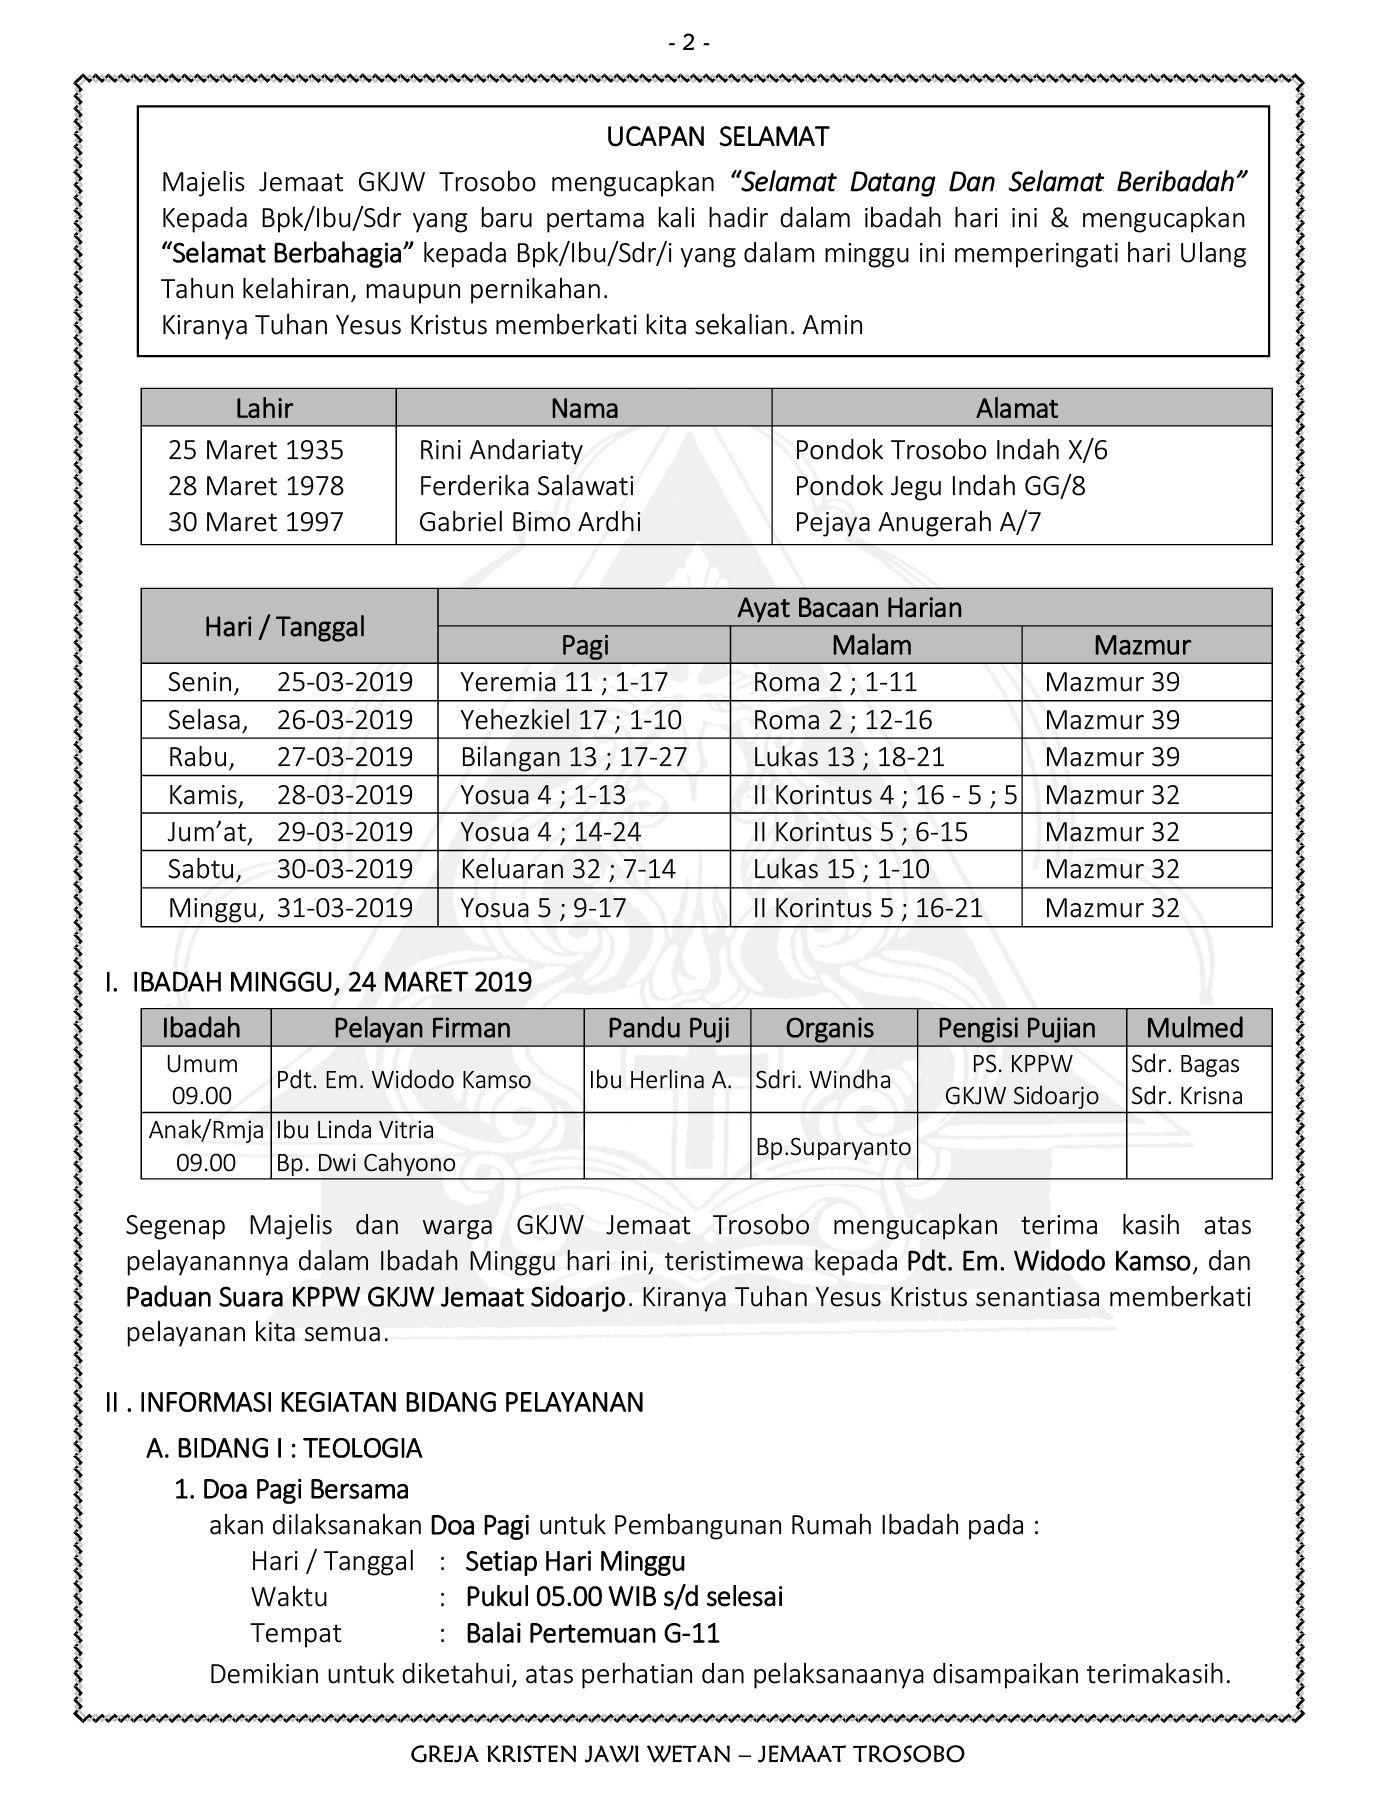 - 2 -
UCAPAN SELAMAT
Majelis Jemaat GKJW Trosobo mengucapkan “Selamat Datang Dan Selamat Beribadah”
Kepada Bpk/Ibu/Sdr yang baru pertama kali hadir dalam ibadah hari ini & mengucapkan
“Selamat Berbahagia” kepada Bpk/Ibu/Sdr/i yang dalam minggu ini memperingati hari Ulang
Tahun kelahiran, maupun pernikahan.
Kiranya Tuhan Yesus Kristus memberkati kita sekalian. Amin
Lahir Nama Alamat
25 Maret 1935 Rini Andariaty Pondok Trosobo Indah X/6
28 Maret 1978 Ferderika Salawati Pondok Jegu Indah GG/8
30 Maret 1997 Gabriel Bimo Ardhi Pejaya Anugerah A/7
Hari / Tanggal Ayat Bacaan Harian
Pagi Malam Mazmur
Senin, 25-03-2019 Yeremia 11 ; 1-17 Roma 2 ; 1-11 Mazmur 39
Selasa, 26-03-2019 Yehezkiel 17 ; 1-10 Roma 2 ; 12-16 Mazmur 39
Rabu, 27-03-2019 Bilangan 13 ; 17-27 Lukas 13 ; 18-21 Mazmur 39
Kamis, 28-03-2019 Yosua 4 ; 1-13 II Korintus 4 ; 16 - 5 ; 5 Mazmur 32
Jum’at, 29-03-2019 Yosua 4 ; 14-24 II Korintus 5 ; 6-15 Mazmur 32
Sabtu, 30-03-2019 Keluaran 32 ; 7-14 Lukas 15 ; 1-10 Mazmur 32
Minggu, 31-03-2019 Yosua 5 ; 9-17 II Korintus 5 ; 16-21 Mazmur 32
I. IBADAH MINGGU, 24 MARET 2019
Ibadah Pelayan Firman Pandu Puji Organis Pengisi Pujian Mulmed
Umum PS. KPPW Sdr. Bagas
Pdt. Em. Widodo Kamso Ibu Herlina A. Sdri. Windha
09.00 GKJW Sidoarjo Sdr. Krisna
Anak/Rmja Ibu Linda Vitria
Bp.Suparyanto
09.00 Bp. Dwi Cahyono
Segenap Majelis dan warga GKJW Jemaat Trosobo mengucapkan terima kasih atas
pelayanannya dalam Ibadah Minggu hari ini, teristimewa kepada Pdt. Em. Widodo Kamso, dan
Paduan Suara KPPW GKJW Jemaat Sidoarjo. Kiranya Tuhan Yesus Kristus senantiasa memberkati
pelayanan kita semua.
II . INFORMASI KEGIATAN BIDANG PELAYANAN
A. BIDANG I : TEOLOGIA
1. Doa Pagi Bersama
akan dilaksanakan Doa Pagi untuk Pembangunan Rumah Ibadah pada :
Hari / Tanggal : Setiap Hari Minggu
Waktu : Pukul 05.00 WIB s/d selesai
Tempat : Balai Pertemuan G-11
Demikian untuk diketahui, atas perhatian dan pelaksanaanya disampaikan terimakasih.
GREJA KRISTEN JAWI WETAN – JEMAAT TROSOBO